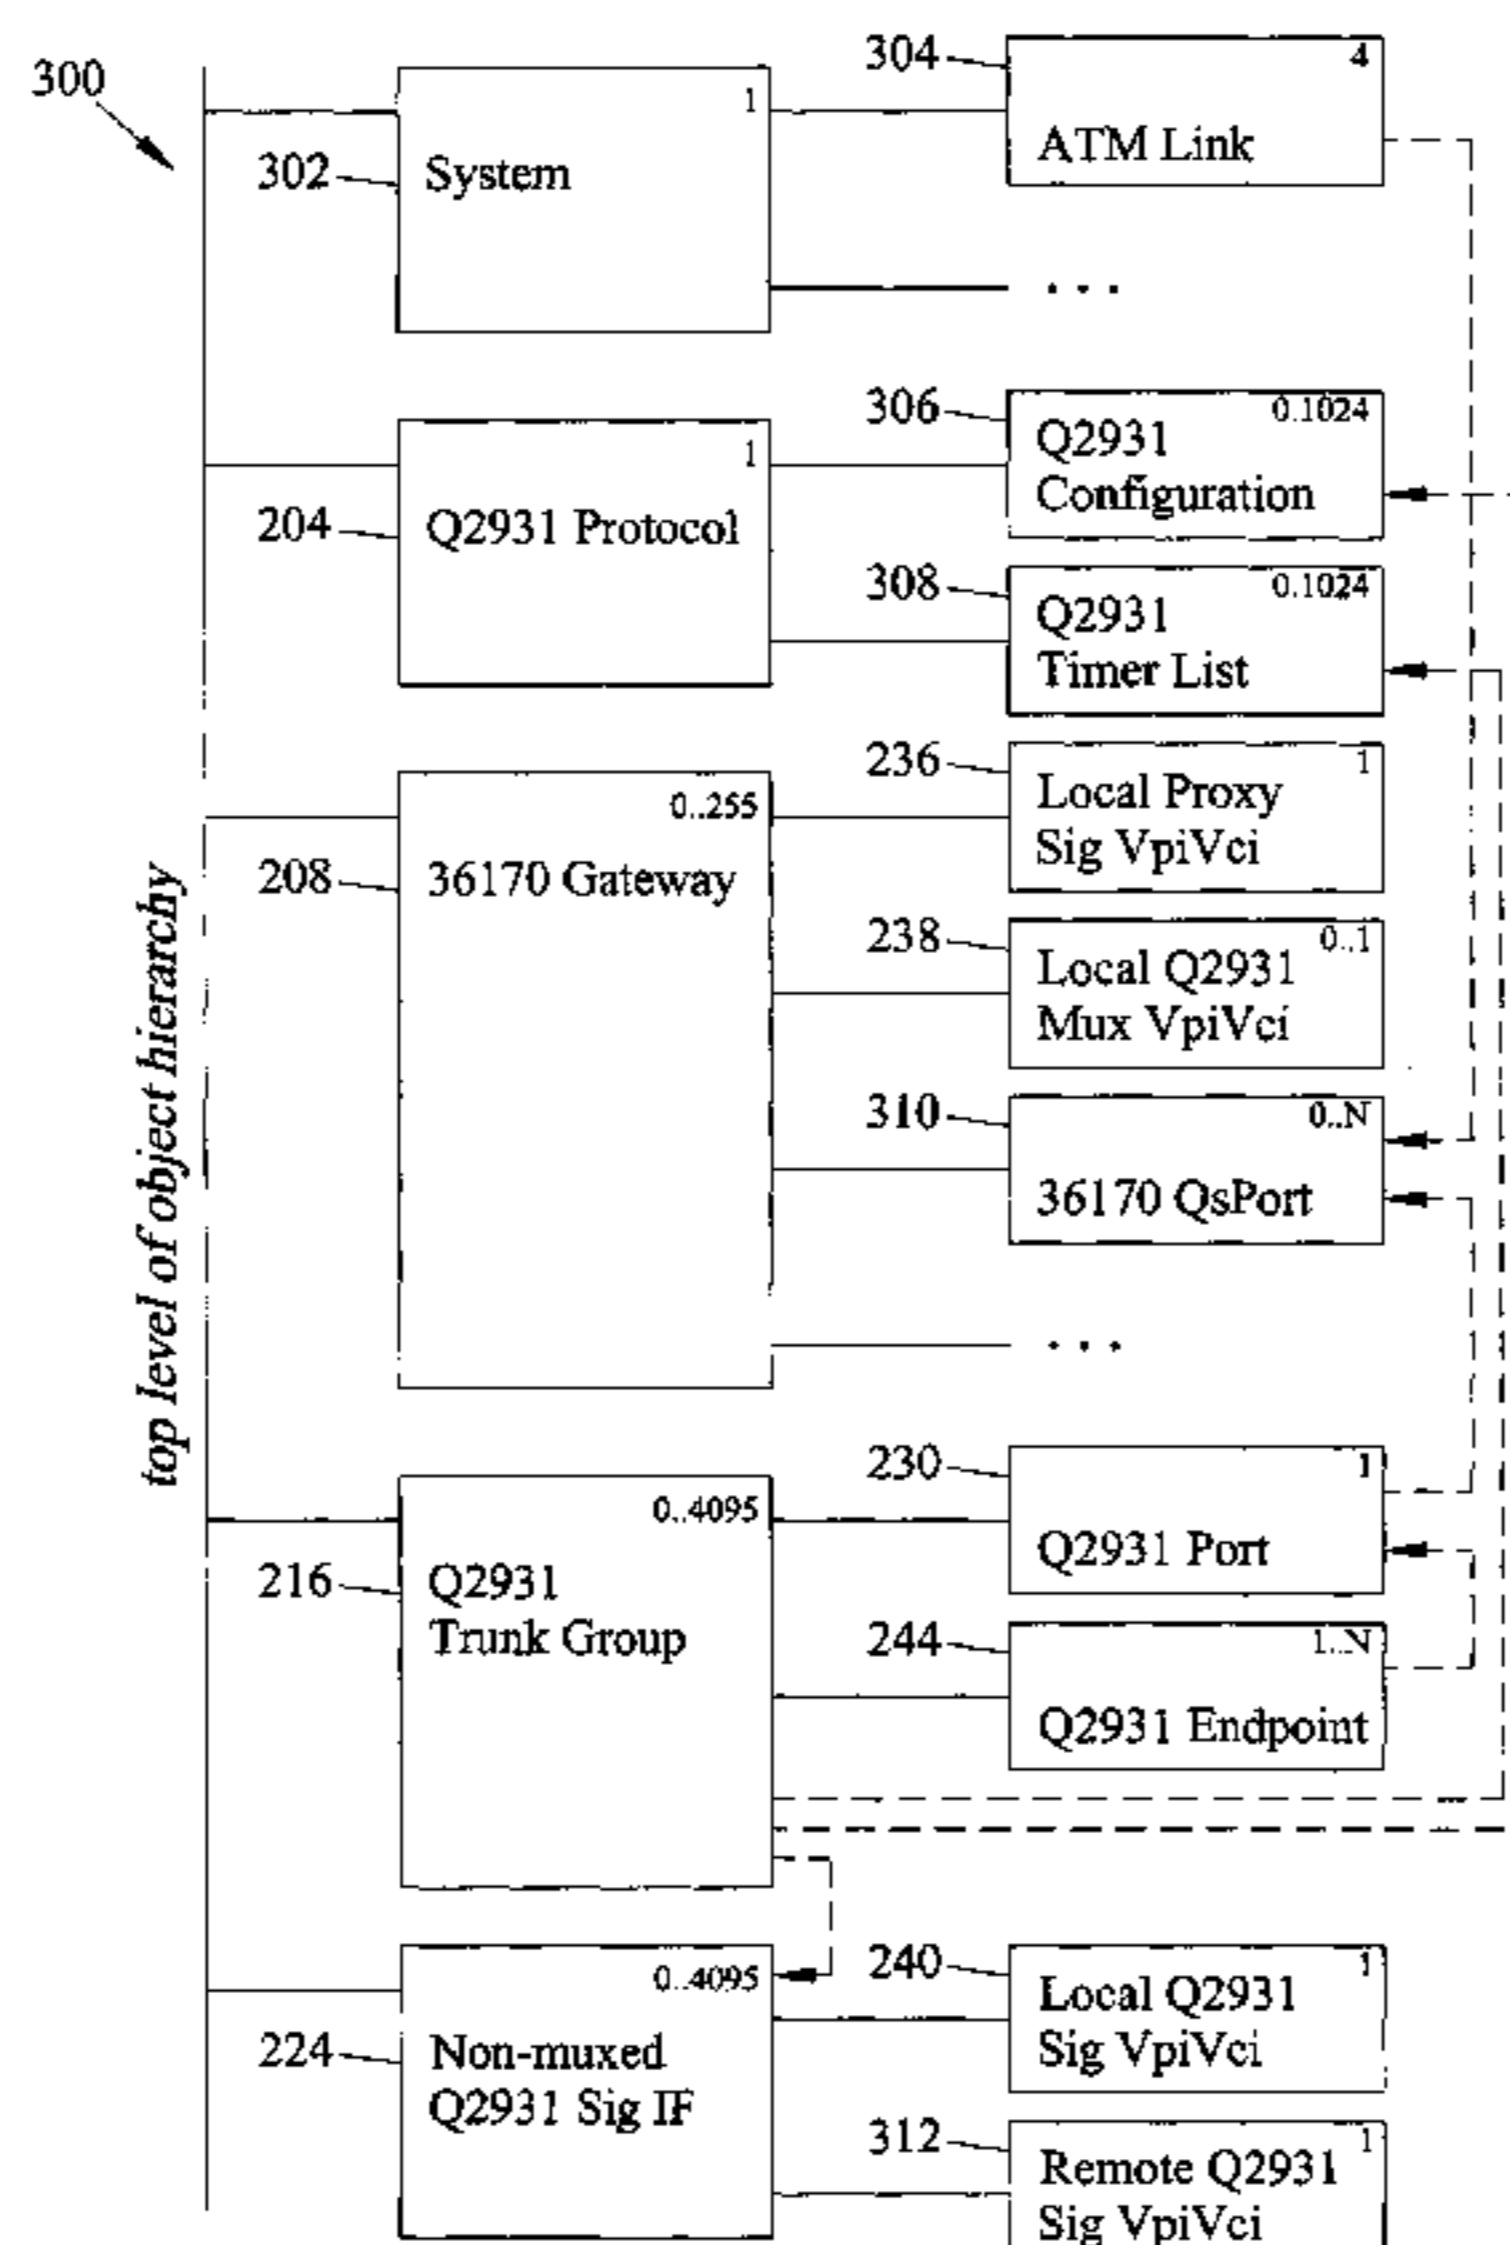 300
304
4
ATM Link
1
302
System
. . .
306
0.1024
Q2931
Configuration
1
204
Q2931 Protocol
308
0.1024
Q2931
Timer List
236
1
Local Proxy
Sig VpiVci
0..255
208
36170 Gateway
238
0..1
Local Q2931
Mux VpiVci
310
0..N
36170 QsPort
. . .
top level of object hierarchy
230
1
Q2931 Port
0..4095
216
Q2931
Trunk Group
244
1..N
Q2931 Endpoint
240
1
Local Q2931
Sig VpiVci
0..4095
224
Non-muxed
Q2931 Sig IF
312
1
Remote Q2931
Sig VpiVci